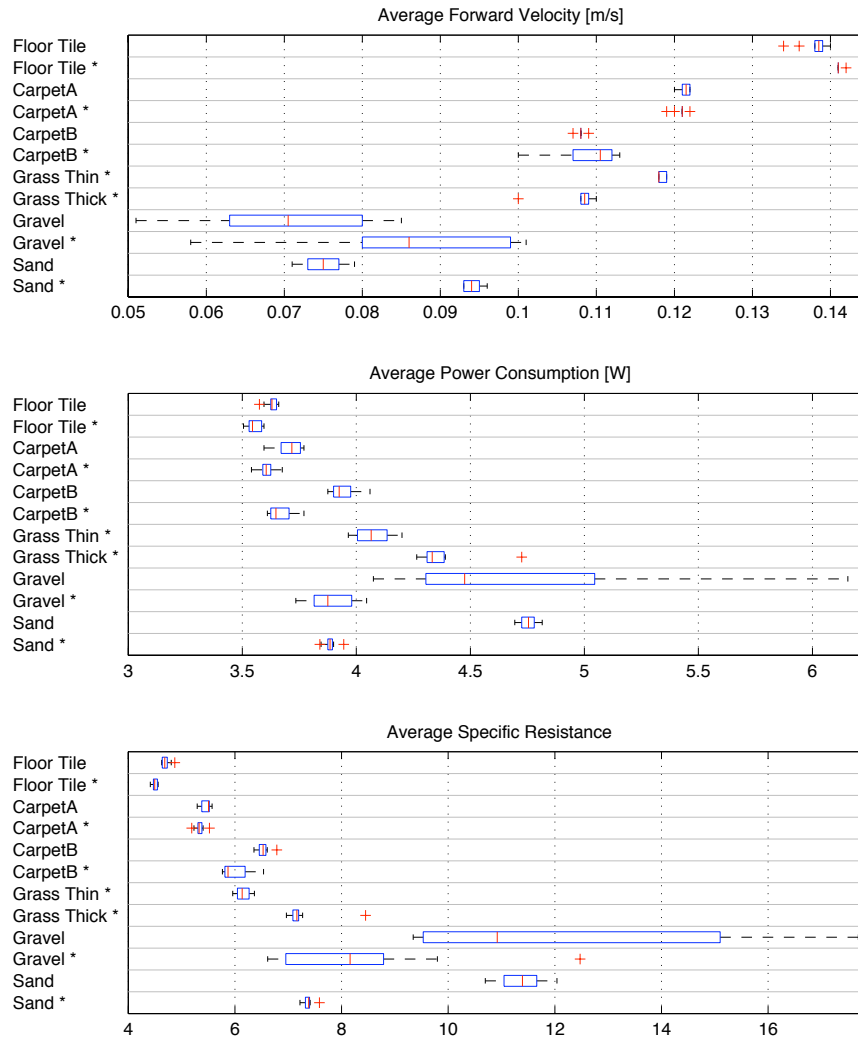 Average Forward Velocity [m/s]
Floor Tile
Floor Tile *
CarpetA
CarpetA *
CarpetB
CarpetB *
Grass Thin *
Grass Thick *
Gravel
Gravel *
Sand
Sand *
0.05 0.06 0.07 0.08 0.09 0.1 0.11 0.12 0.13 0.14
Average Power Consumption [W]
Floor Tile
Floor Tile *
CarpetA
CarpetA *
CarpetB
CarpetB *
Grass Thin *
Grass Thick *
Gravel
Gravel *
Sand
Sand *
3 3.5 4 4.5 5 5.5 6
Average Specific Resistance
Floor Tile
Floor Tile *
CarpetA
CarpetA *
CarpetB
CarpetB *
Grass Thin *
Grass Thick *
Gravel
Gravel *
Sand
Sand *
4 6 8 10 12 14 16